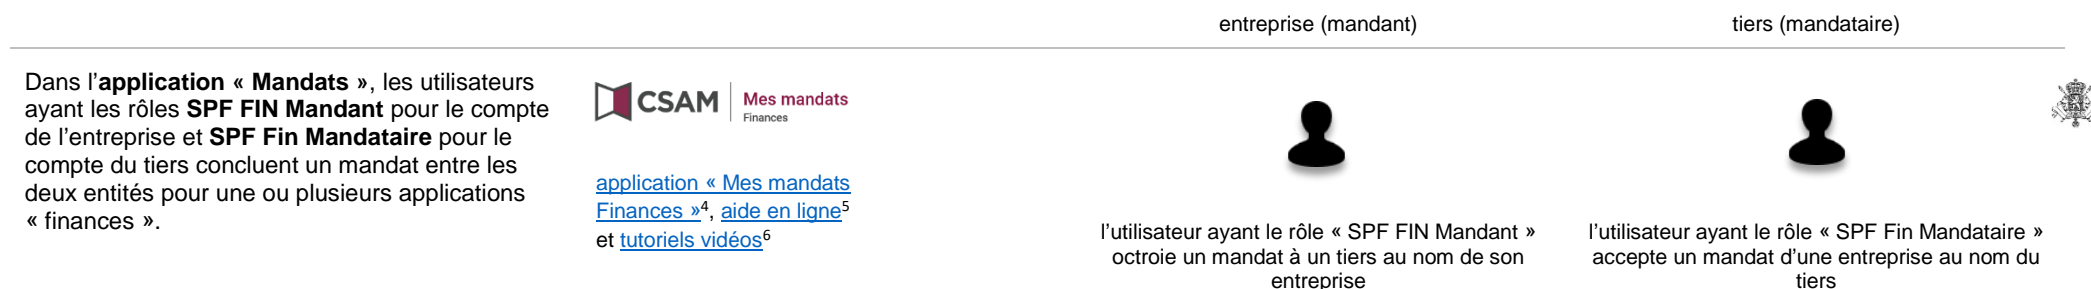 entreprise (mandant)
tiers (mandataire)
Dans l’application « Mandats », les utilisateurs
ayant les rôles SPF FIN Mandant pour le compte
de l’entreprise et SPF Fin Mandataire pour le
compte du tiers concluent un mandat entre les
deux entités pour une ou plusieurs applications
« finances ».
CSAM
Mes mandats
Finances
application « Mes mandats
Finances »⁴, aide en ligne⁵
et tutoriels vidéos⁶
l’utilisateur ayant le rôle « SPF FIN Mandant »
octroie un mandat à un tiers au nom de son
entreprise
l’utilisateur ayant le rôle « SPF Fin Mandataire »
accepte un mandat d’une entreprise au nom du
tiers